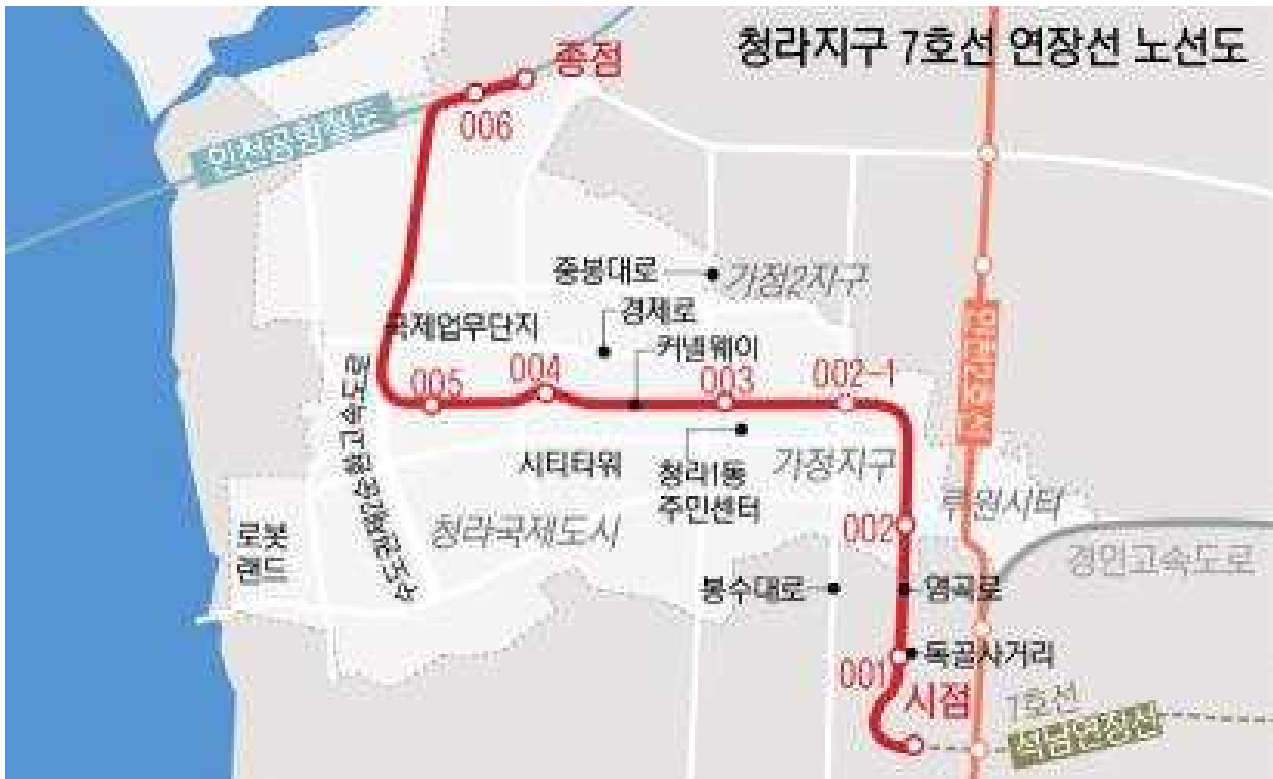 청라지구 7호선 연장선 노선도
종점
006
인천공항철도
중봉대로
가정2지구
경제로
국제업무단지
커낼웨이
005
004
003
002-1
시티타워
청라1동
주민센터
가정지구
루원시티
청라국제도시
로봇
랜드
002
경인고속도로
봉수대로
염곡로
독골사거리
001
시점
7호선
석남연장선